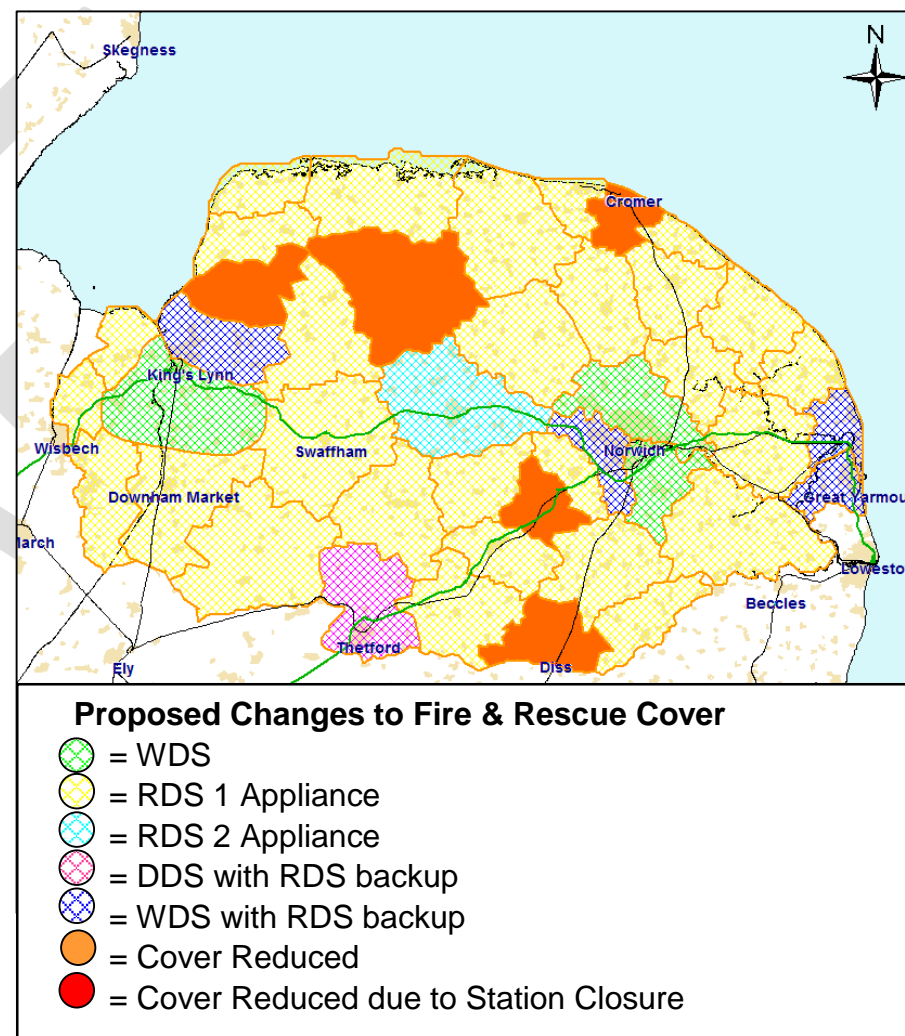 Skegness
N
Cromer
King's Lynn
Wisbech
Swaffham
Norwich
Downham Market
Great Yarmou
March
Lowesto
Beccles
Thetford
Ely
Diss
Proposed Changes to Fire & Rescue Cover
= WDS
= RDS 1 Appliance
= RDS 2 Appliance
= DDS with RDS backup
= WDS with RDS backup
= Cover Reduced
= Cover Reduced due to Station Closure